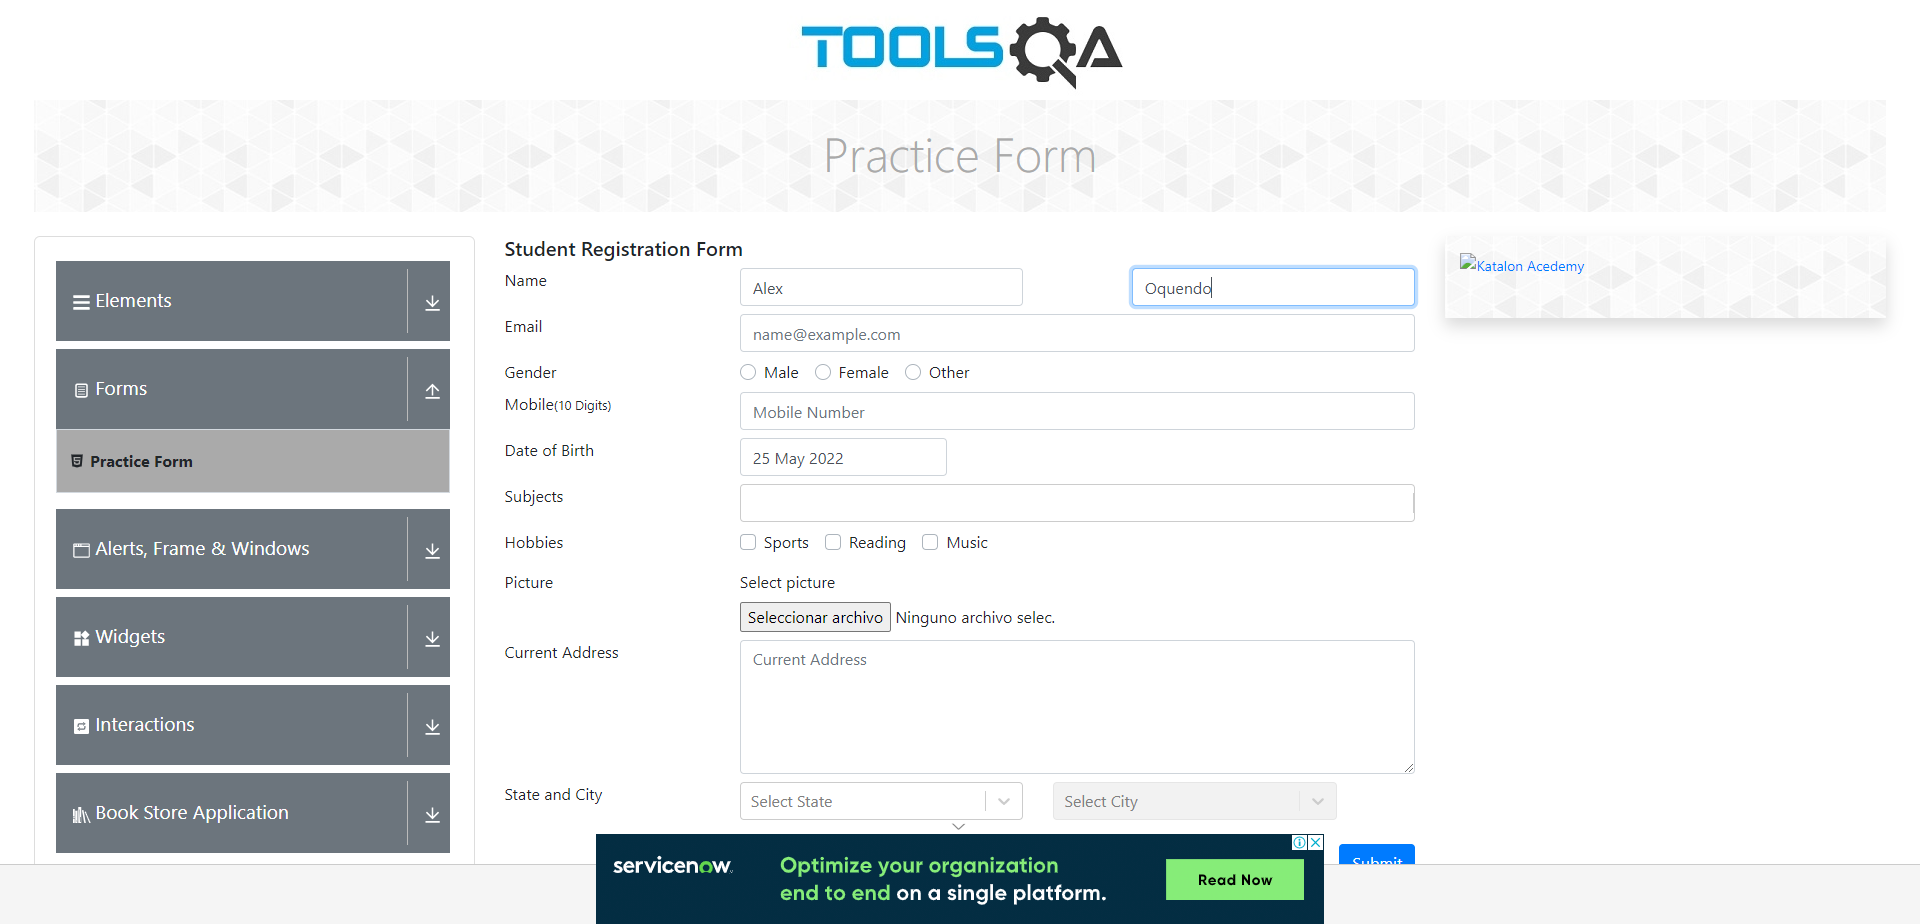 TOOLSQA
Practice Form
Elements
Forms
Practice Form
Alerts, Frame & Windows
Widgets
Interactions
Book Store Application
Student Registration Form
Name
Alex
Oquendo
Email
name@example.com
Gender
Male
Female
Other
Mobile(10 Digits)
Mobile Number
Date of Birth
25 May 2022
Subjects
Hobbies
Sports
Reading
Music
Picture
Select picture
Seleccionar archivo
Ninguno archivo selec.
Current Address
Current Address
State and City
Select State
Select City
Submit
Katalon Acedemy
servicenow
Optimize your organization
end to end on a single platform.
Read Now